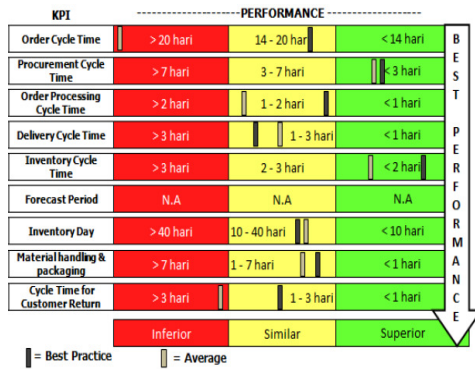 KPI
PERFORMANCE
Order Cycle Time
> 20 hari
14 - 20 hari
< 14 hari
Procurement Cycle
Time
> 7 hari
3 - 7 hari
< 3 hari
Order Processing
Cycle Time
> 2 hari
1 - 2 hari
< 1 hari
Delivery Cycle Time
> 3 hari
1 - 3 hari
< 1 hari
Inventory Cycle
Time
> 3 hari
2 - 3 hari
< 2 hari
Forecast Period
N.A
N.A
N.A
Inventory Day
> 40 hari
10 - 40 hari
< 10 hari
Material handling &
packaging
> 7 hari
1 - 7 hari
< 1 hari
Cycle Time for
Customer Return
> 3 hari
1 - 3 hari
< 1 hari
Inferior
Similar
Superior
BEST PERFORMANCE
= Best Practice
= Average